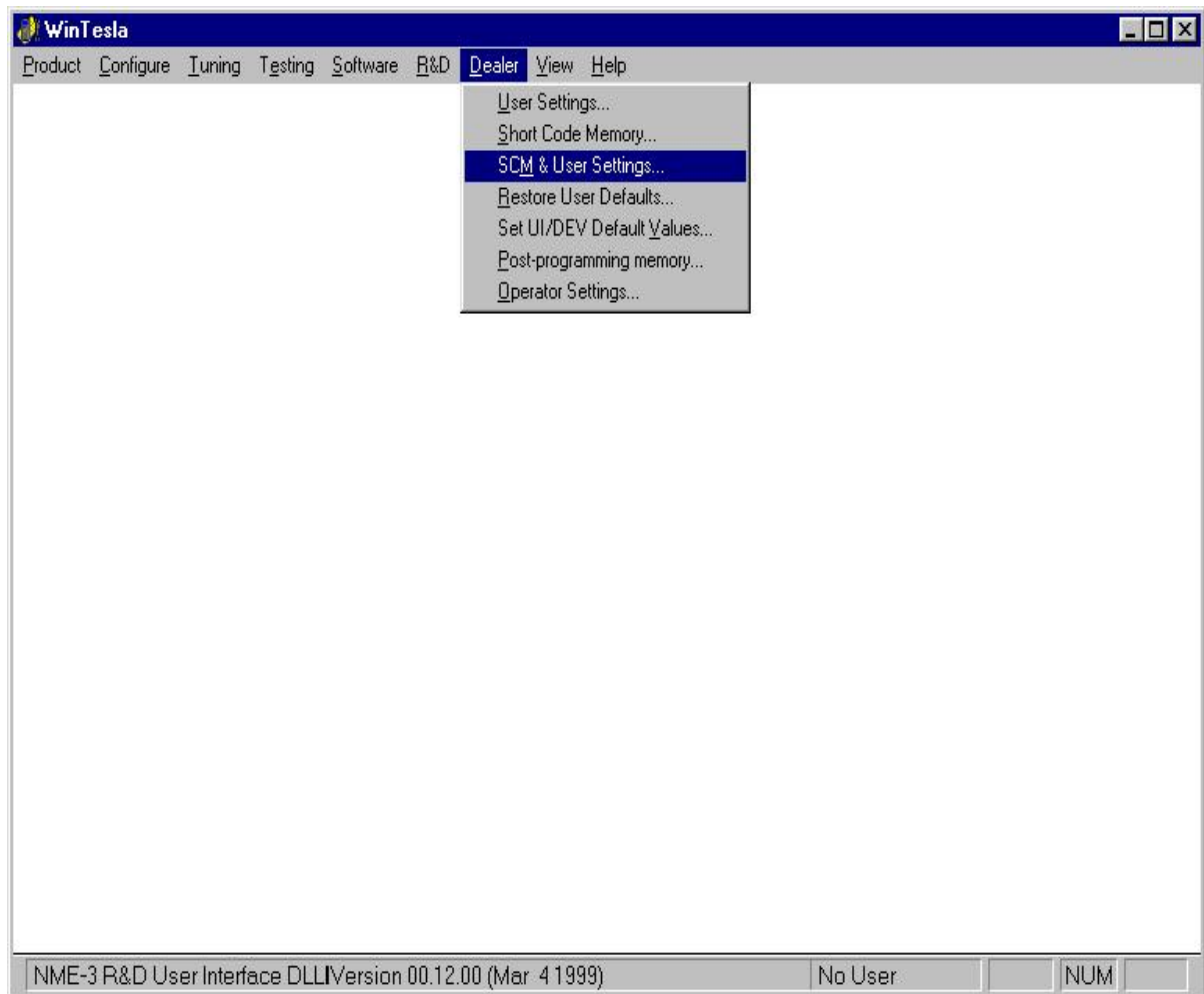 WinTesla
Product Configure Tuning Testing Software R&D Dealer View Help
User Settings...
Short Code Memory...
SCM & User Settings...
Restore User Defaults...
Set UI/DEV Default Values...
Post-programming memory...
Operator Settings...
NME-3 R&D User Interface DLL Version 00.12.00 (Mar 4 1999) No User NUM